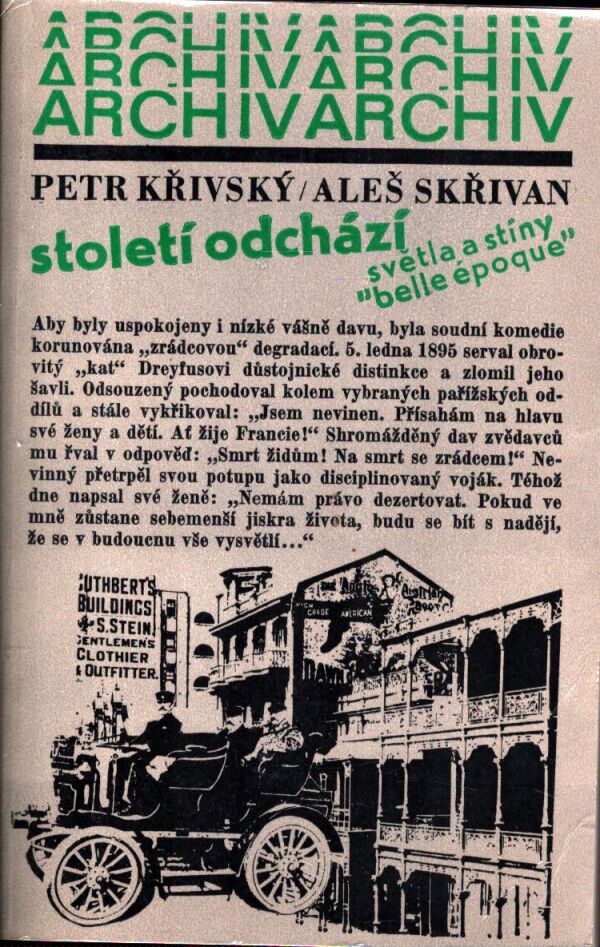 ARCHIVARCHIV
ARCHIVARCHIV
ARCHIVARCHIV
PETR KŘIVSKÝ/ALEŠ SKŘIVAN
století odchází
světla a stíny
"belle époque"
Aby byly uspokojeny i nízké vášně davu, byla soudní komedie
korunována „zrádcovou“ degradací. 5. ledna 1895 serval obro-
vitý „kat“ Dreyfusovi důstojnické distinkce a zlomil jeho
šavli. Odsouzený pochodoval kolem vybraných pařížských od-
dílů a stále vykřikoval: „Jsem nevinen. Přísahám na hlavu
své ženy a dětí. Ať žije Francie!“ Shromážděný dav zvědavců
mu řval v odpověď: „Smrt židům! Na smrt se zrádcem!“ Ne-
vinný přetrpěl svou potupu jako disciplinovaný voják. Téhož
dne napsal své ženě: „Nemám právo dezertovat. Pokud ve
mně zůstane sebemenší jiskra života, budu se bít s nadějí,
že se v budoucnu vše vysvětlí...“
CUTHBERT'S
BUILDINGS
S. STEIN,
GENTLEMEN'S
CLOTHIER
& OUTFITTER.
HIGH
GRADE AMERICAN